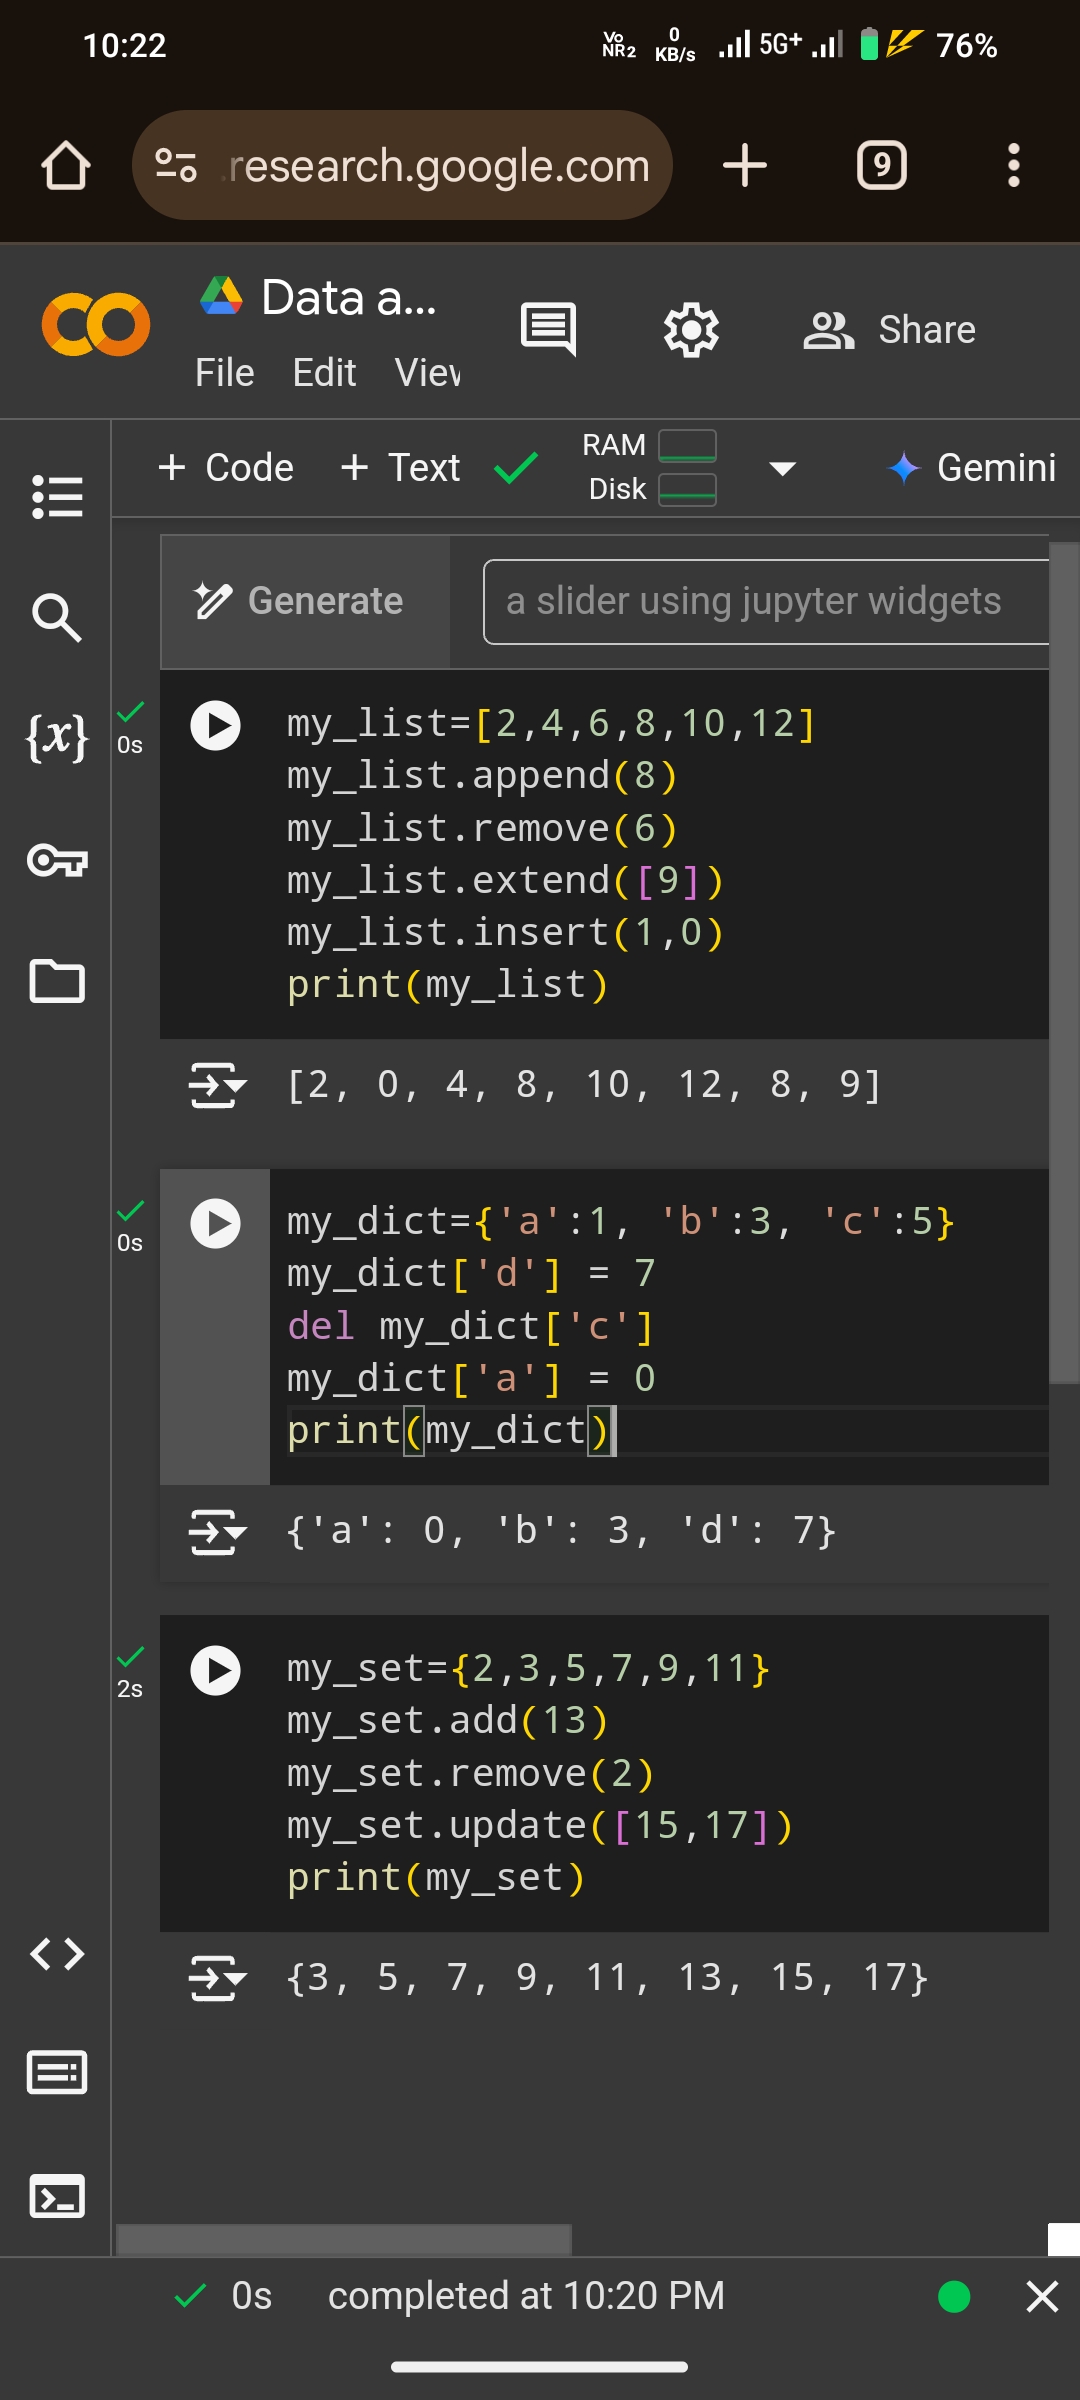 10:22
Vo NR2 0 KB/s 5G+ 76%
.research.google.com
9
Data a...
Share
File Edit View
+ Code + Text
RAM
Disk
Gemini
Generate
a slider using jupyter widgets
{x}
0s
my_list=[2,4,6,8,10,12]
my_list.append(8)
my_list.remove(6)
my_list.extend([9])
my_list.insert(1,0)
print(my_list)
[2, 0, 4, 8, 10, 12, 8, 9]
0s
my_dict={'a':1, 'b':3, 'c':5}
my_dict['d'] = 7
del my_dict['c']
my_dict['a'] = 0
print(my_dict)
{'a': 0, 'b': 3, 'd': 7}
2s
my_set={2,3,5,7,9,11}
my_set.add(13)
my_set.remove(2)
my_set.update([15,17])
print(my_set)
{3, 5, 7, 9, 11, 13, 15, 17}
0s completed at 10:20 PM